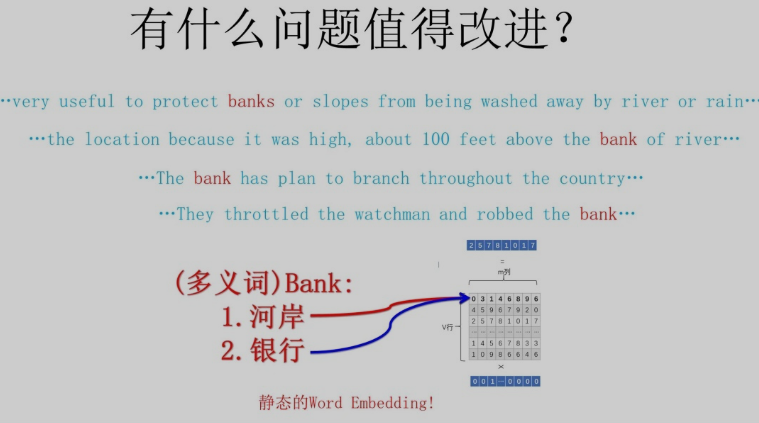 有什么问题值得改进？
…very useful to protect banks or slopes from being washed away by river or rain…
…the location because it was high, about 100 feet above the bank of river…
…The bank has plan to branch throughout the country…
…They throttled the watchman and robbed the bank…
2 5 7 8 1 0 1 7
=
m列
(多义词)Bank:
1.河岸
2.银行
V行
0 3 1 4 6 8 9 6
4 5 9 6 7 9 2 0
2 5 7 8 1 0 1 7
… … … … … … … …
1 4 5 6 7 8 3 3
1 0 9 8 6 6 4 6
×
0 0 1 … 0 0 0 0
静态的Word Embedding!